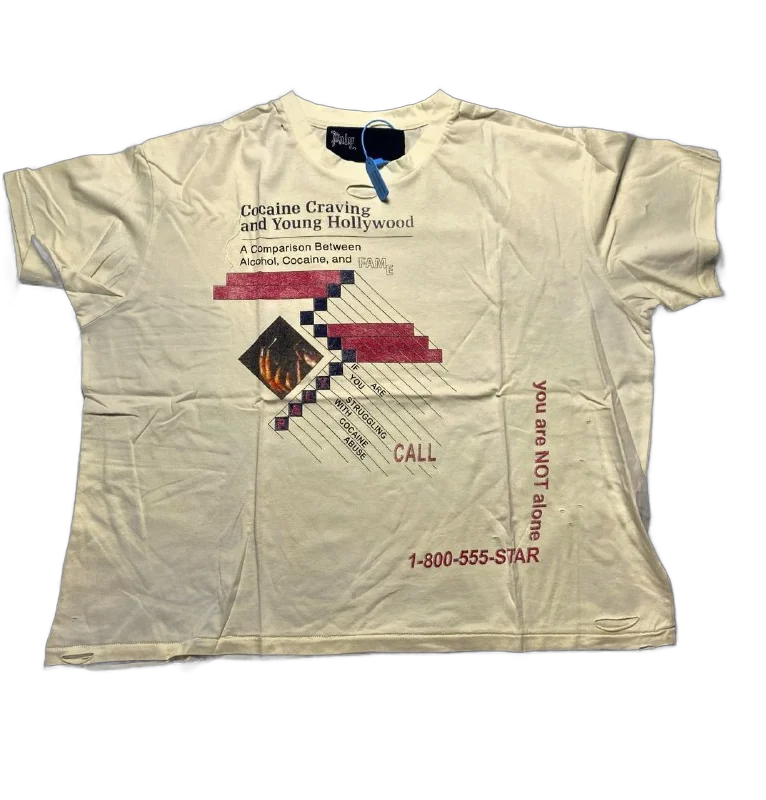 Paly
Cocaine Craving
and Young Hollywood
A Comparison Between
Alcohol, Cocaine, and FAME
IF YOU ARE
STRUGGLING
WITH COCAINE
ABUSE
CALL
you are NOT alone
1-800-555-STAR